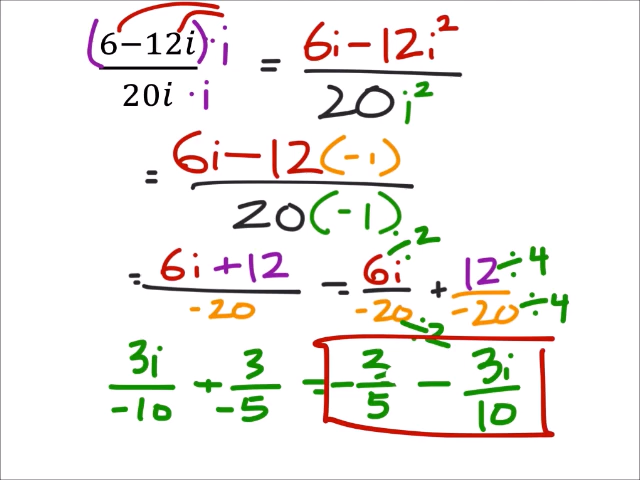 (6−12i)·i / 20i ·i = 6i−12i² / 20i²
= 6i−12(−1) / 20(−1)
= 6i+12 / -20 = 6i÷2 / -20÷2 + 12÷4 / -20÷4
3i / -10 + 3 / -5 = - 3 / 5 − 3i / 10